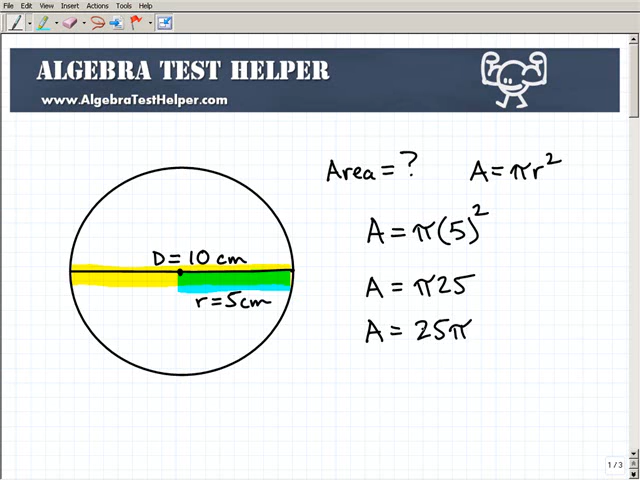 File Edit View Insert Actions Tools Help
ALGEBRA TEST HELPER
www.AlgebraTestHelper.com
Area = ? A = πr²
A = π(5)²
D = 10 cm
A = π25
r = 5cm
A = 25π
1 / 3